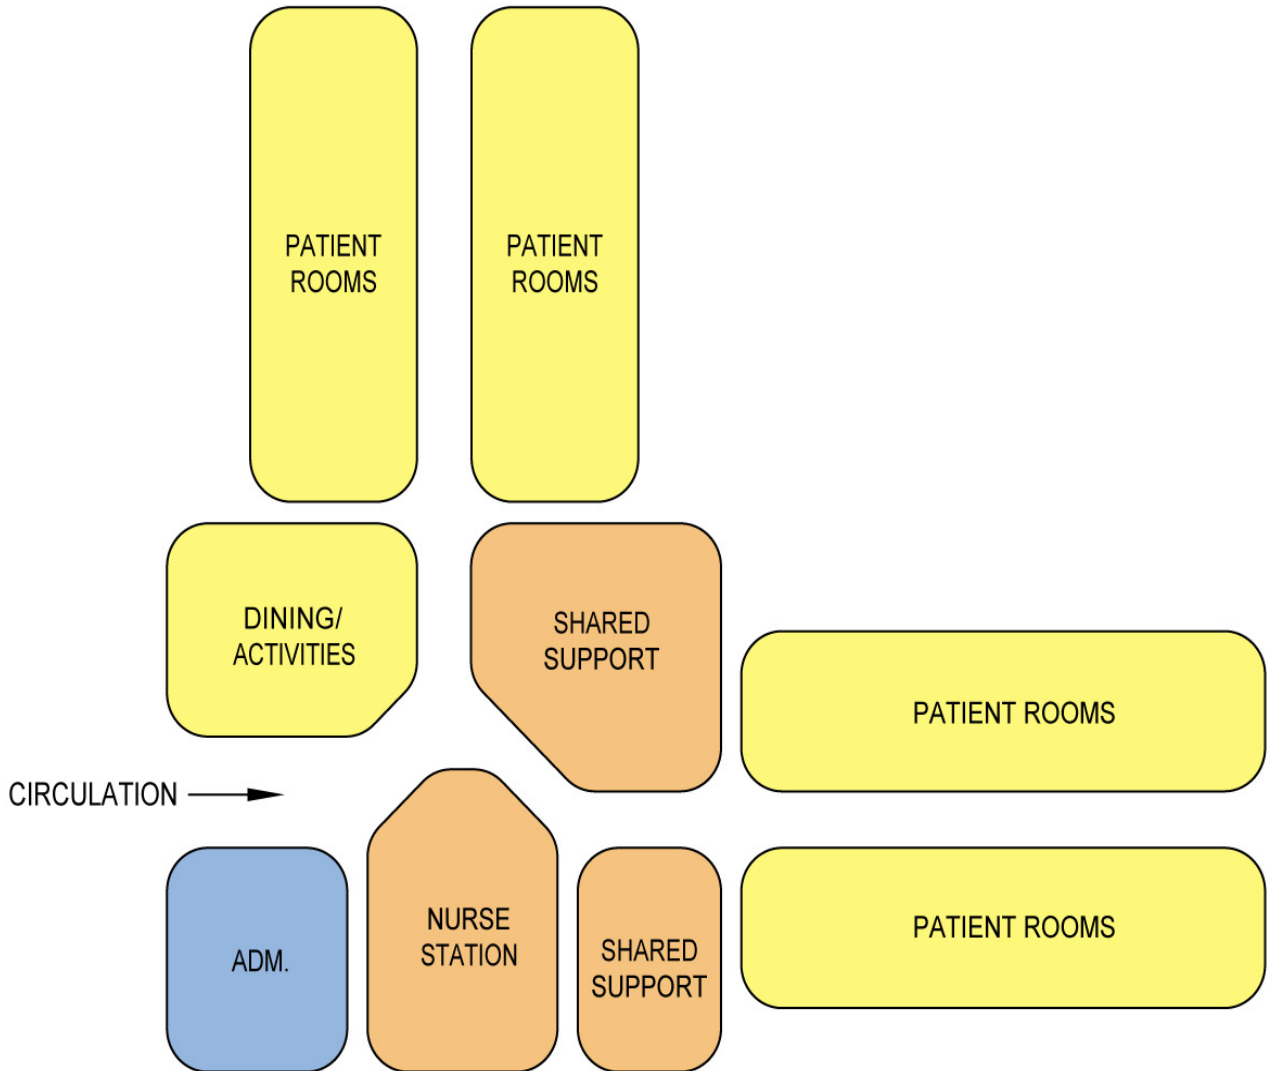 PATIENT
ROOMS
PATIENT
ROOMS
DINING/
ACTIVITIES
SHARED
SUPPORT
PATIENT ROOMS
CIRCULATION
ADM.
NURSE
STATION
SHARED
SUPPORT
PATIENT ROOMS